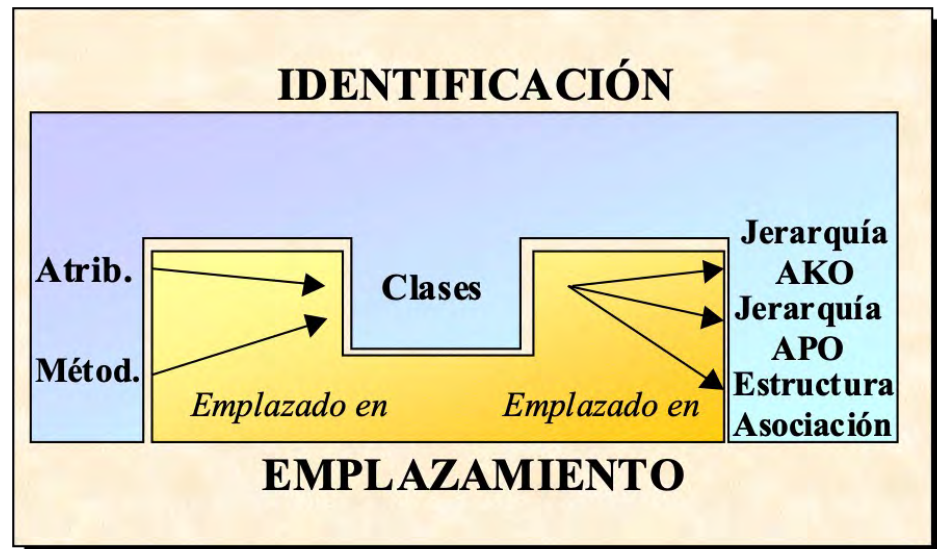 IDENTIFICACIÓN
Atrib.
Métod.
Clases
Emplazado en
Emplazado en
Jerarquía
AKO
Jerarquía
APO
Estructura
Asociación
EMPLAZAMIENTO